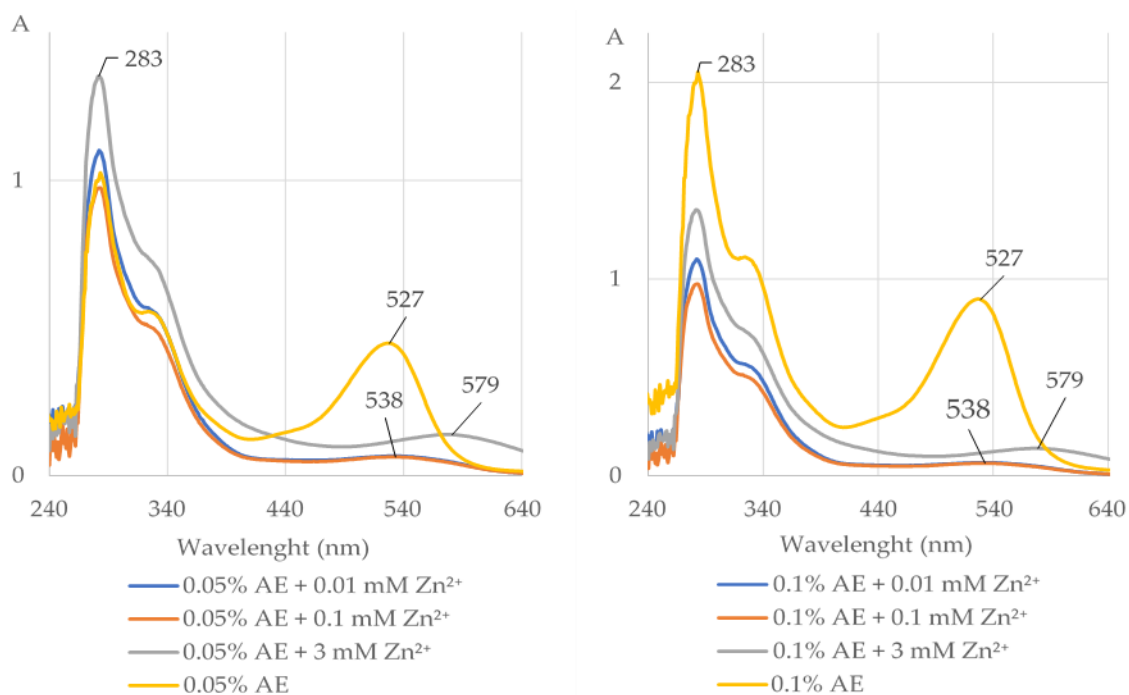 A
283
1
527
538
579
0
240 340 440 540 640
Wavelenght (nm)
0.05% AE + 0.01 mM Zn²⁺
0.05% AE + 0.1 mM Zn²⁺
0.05% AE + 3 mM Zn²⁺
0.05% AE
A
283
2
527
1
579
538
0
240 340 440 540 640
Wavelenght (nm)
0.1% AE + 0.01 mM Zn²⁺
0.1% AE + 0.1 mM Zn²⁺
0.1% AE + 3 mM Zn²⁺
0.1% AE